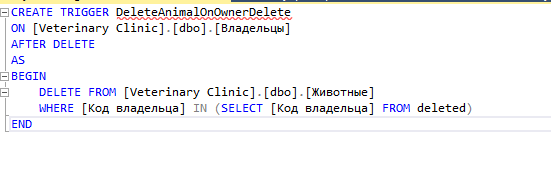 CREATE TRIGGER DeleteAnimalOnOwnerDelete
ON [Veterinary Clinic].[dbo].[Владельцы]
AFTER DELETE
AS
BEGIN
DELETE FROM [Veterinary Clinic].[dbo].[Животные]
WHERE [Код владельца] IN (SELECT [Код владельца] FROM deleted)
END